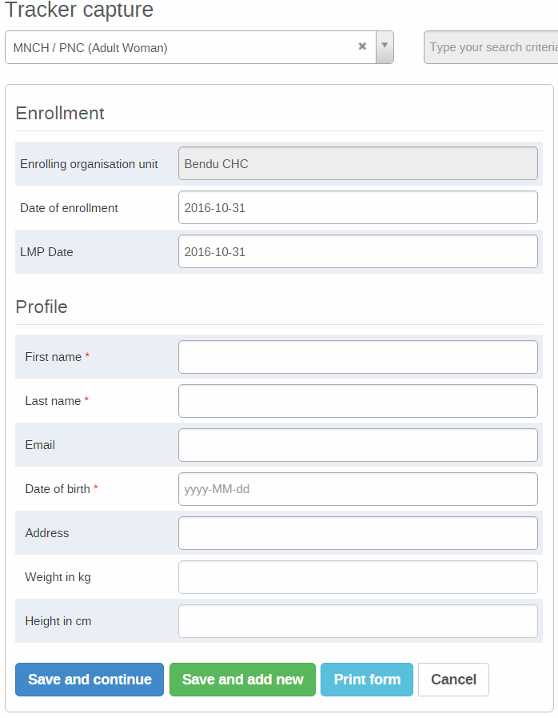 Tracker capture
MNCH / PNC (Adult Woman)
Type your search criteria
Enrollment
Enrolling organisation unit Bendu CHC
Date of enrollment 2016-10-31
LMP Date 2016-10-31
Profile
First name *
Last name *
Email
Date of birth * yyyy-MM-dd
Address
Weight in kg
Height in cm
Save and continue Save and add new Print form Cancel